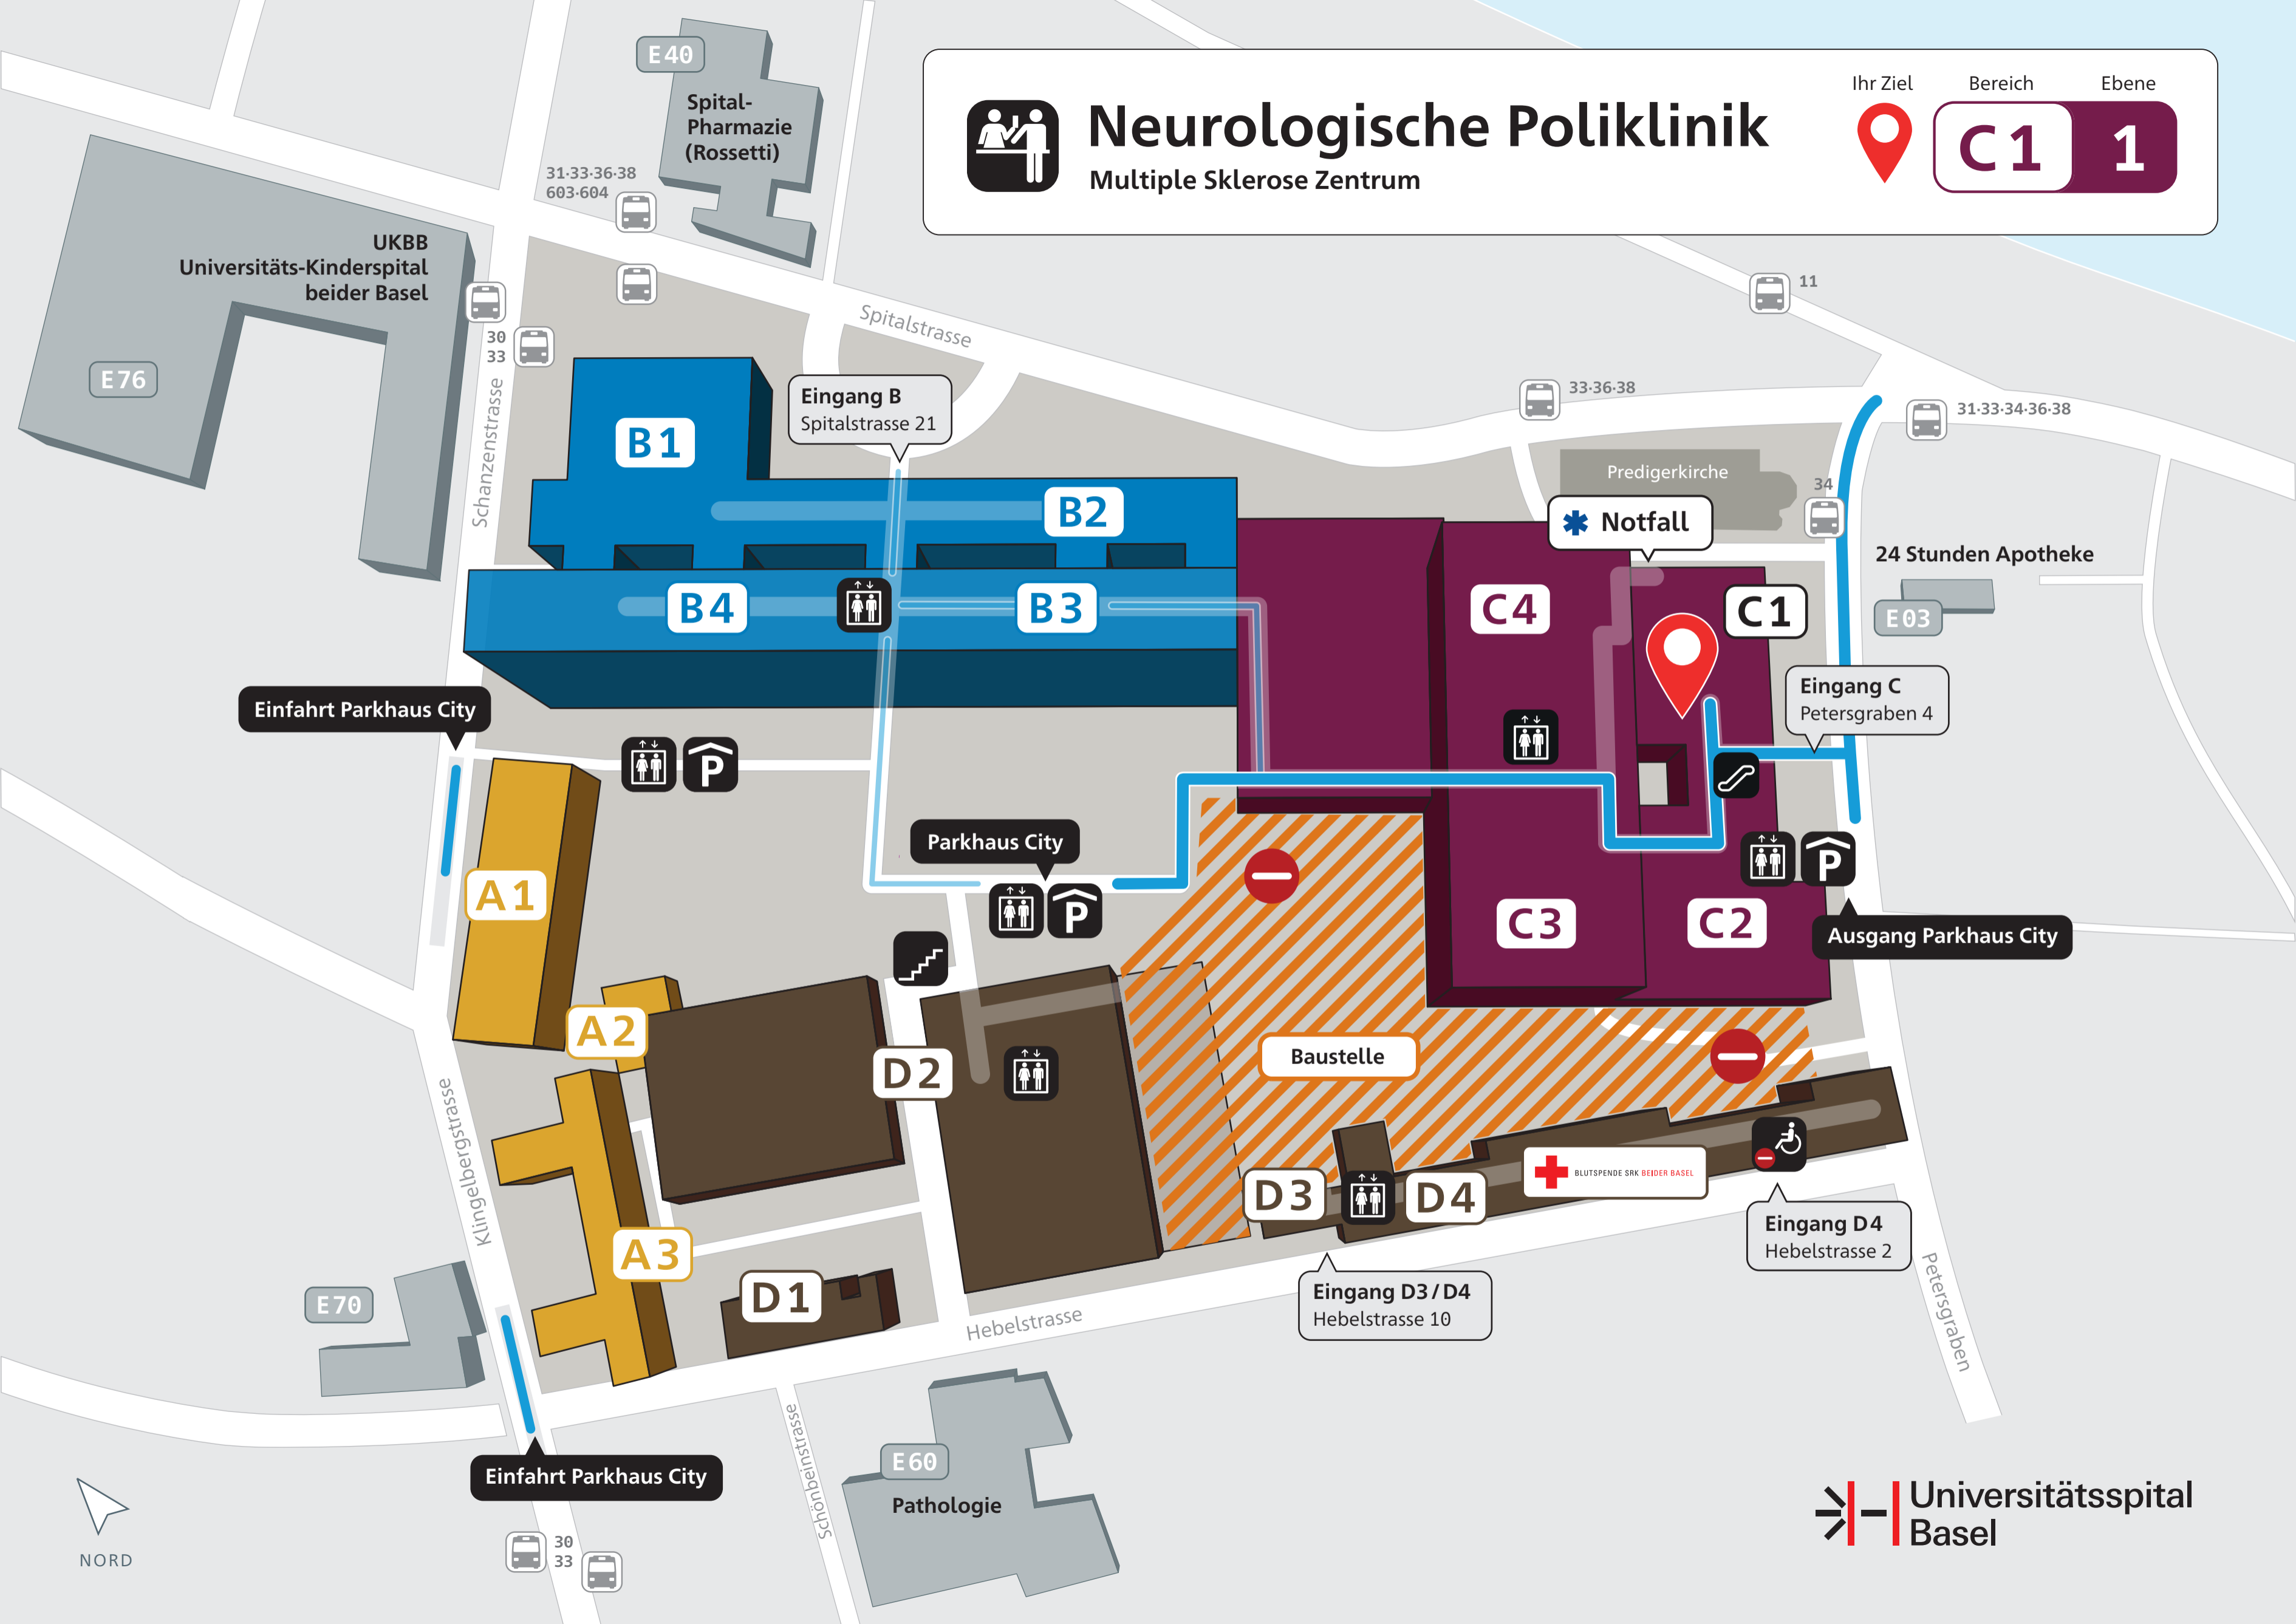 Neurologische Poliklinik
Multiple Sklerose Zentrum
Ihr Ziel
Bereich
Ebene
C1
1
E40
Spital-
Pharmazie
(Rossetti)
31·33·36·38
603·604
UKBB
Universitäts-Kinderspital
beider Basel
E76
30
33
Schanzenstrasse
Spitalstrasse
11
33·36·38
31·33·34·36·38
Eingang B
Spitalstrasse 21
B1
B2
B3
B4
Predigerkirche
Notfall
34
24 Stunden Apotheke
E03
C4
C1
Eingang C
Petersgraben 4
Einfahrt Parkhaus City
P
Parkhaus City
P
P
C3
C2
Ausgang Parkhaus City
A1
A2
A3
D2
Baustelle
D3
D4
BLUTSPENDE SRK BEIDER BASEL
Eingang D4
Hebelstrasse 2
Eingang D3/D4
Hebelstrasse 10
D1
Klingelbergstrasse
E70
Hebelstrasse
Petersgraben
Schönbeinstrasse
E60
Pathologie
Einfahrt Parkhaus City
30
33
NORD
Universitätsspital
Basel